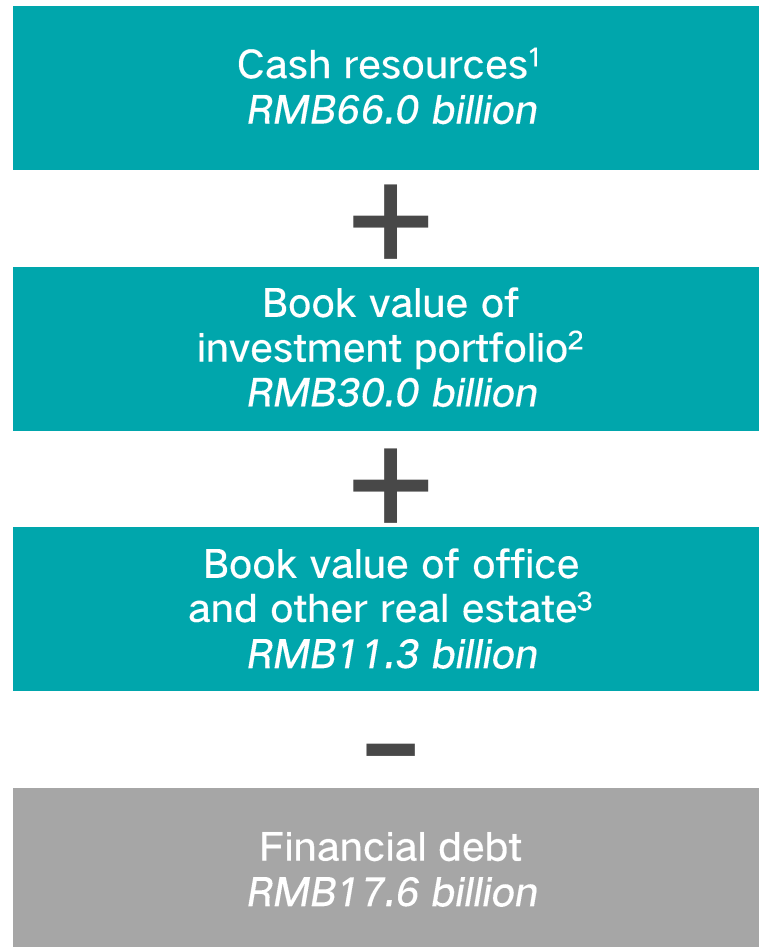 Cash resources¹
RMB66.0 billion
+
Book value of
investment portfolio²
RMB30.0 billion
+
Book value of office
and other real estate³
RMB11.3 billion
–
Financial debt
RMB17.6 billion